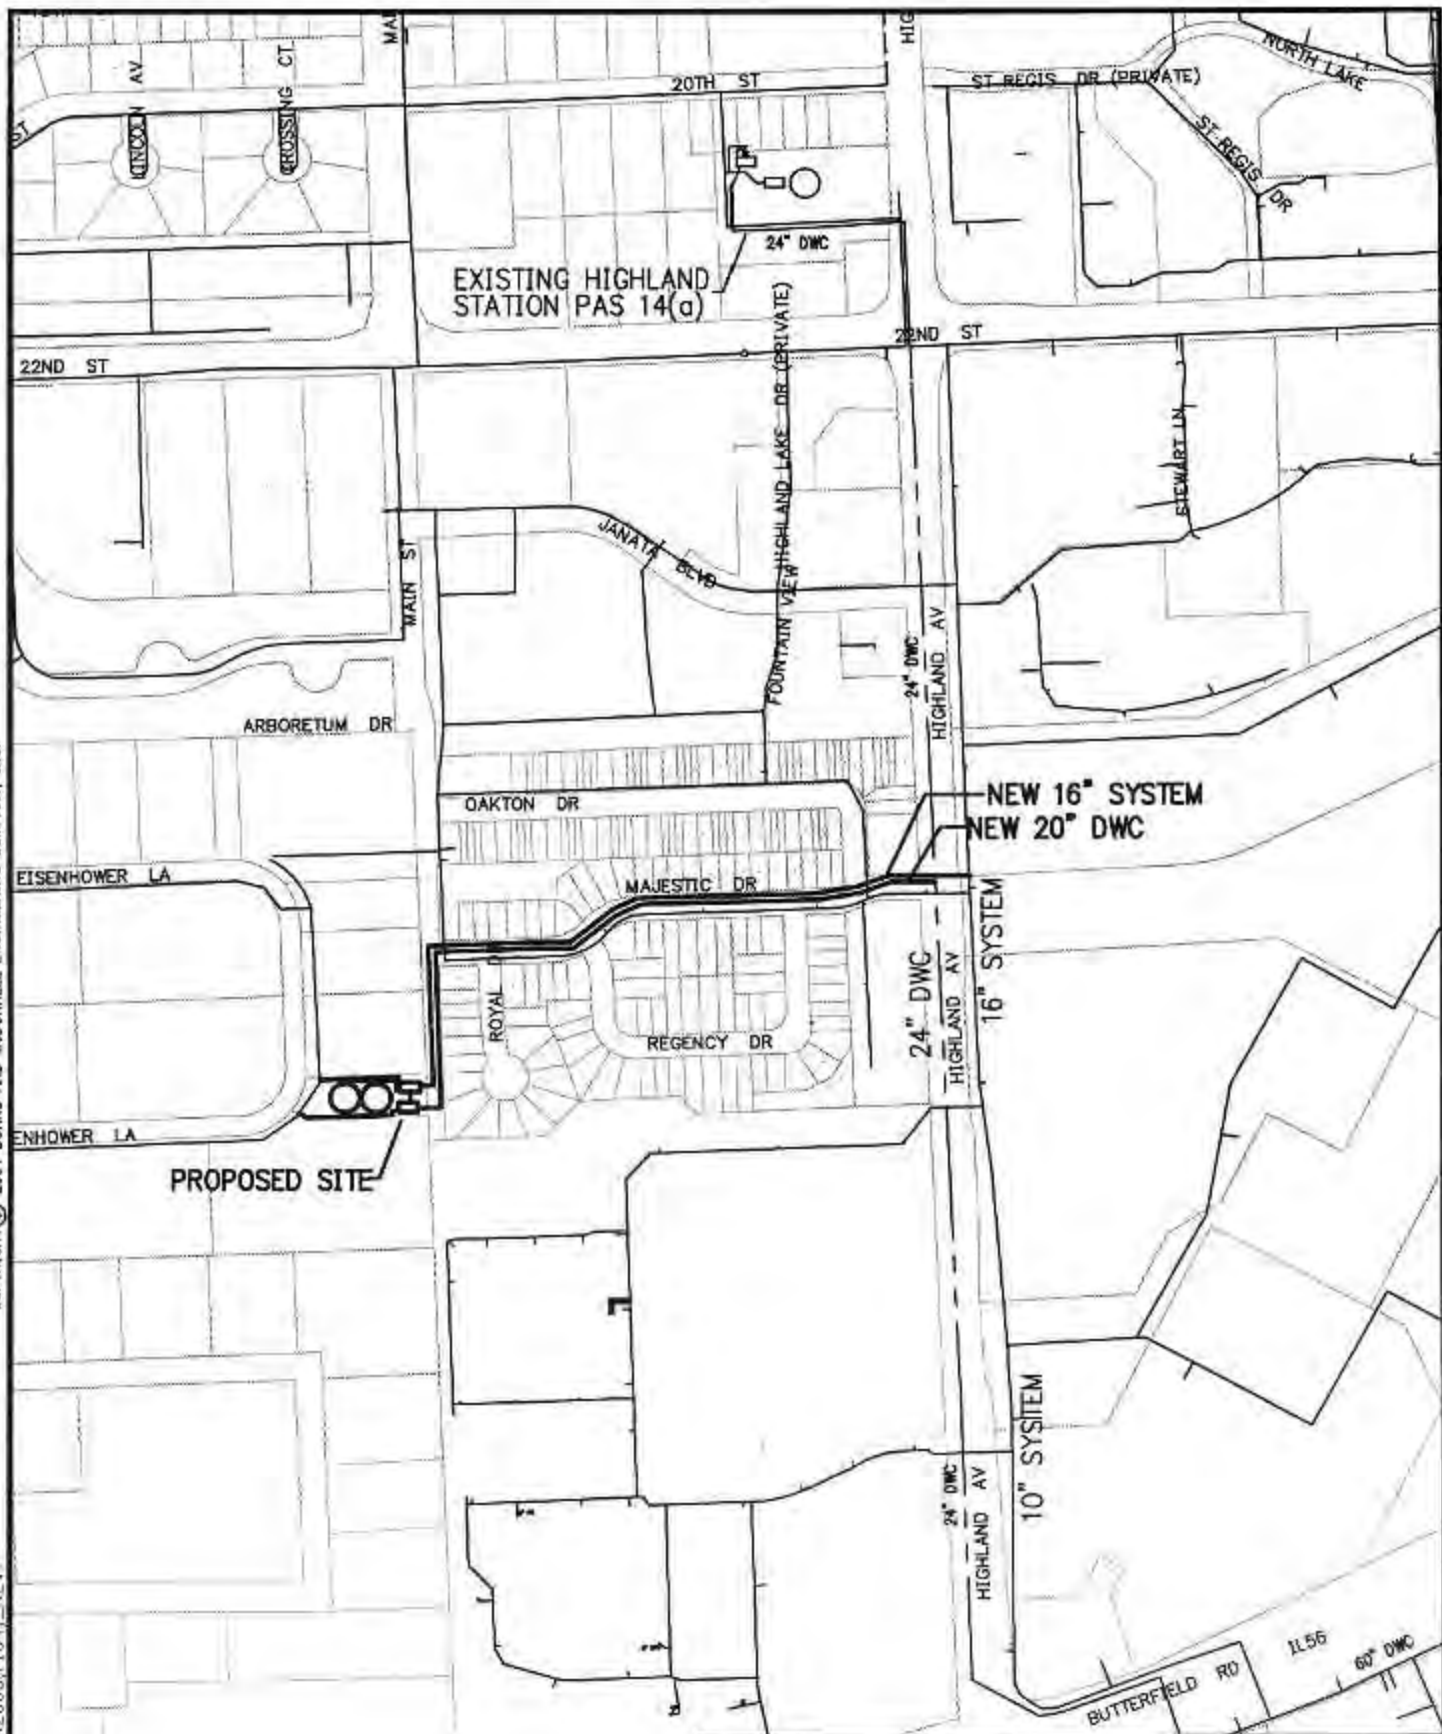 MAI
HIG
NORTH LAKE
LINCOLN AV
CROSSING CT
20TH ST
ST REGIS DR (PRIVATE)
ST
ST REGIS DR
24" DWC
EXISTING HIGHLAND
STATION PAS 14(a)
22ND ST
22ND ST
HIGHLAND LAKE DR (PRIVATE)
STEWART LN
JANATA BLVD
MAIN ST
FOUNTAIN VIEW
24" DWC
HIGHLAND AV
ARBORETUM DR
OAKTON DR
NEW 16" SYSTEM
NEW 20" DWC
EISENHOWER LA
MAJESTIC DR
ROYAL
24" DWC
HIGHLAND AV
16" SYSTEM
REGENCY DR
ENHOWER LA
PROPOSED SITE
10" SYSTEM
24" DWC
HIGHLAND AV
BUTTERFIELD RD
IL56
60" DWC